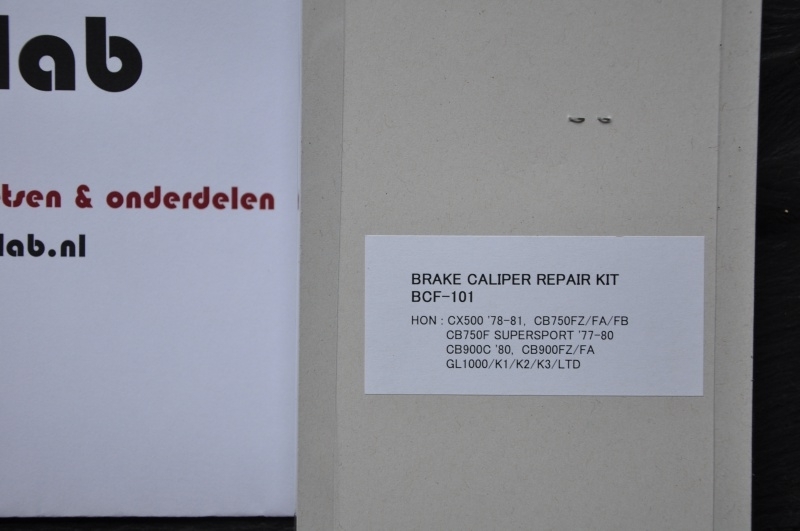 lab
tsen & onderdelen
lab.nl
BRAKE CALIPER REPAIR KIT
BCF-101
HON : CX500 '78-81, CB750FZ/FA/FB
CB750F SUPERSPORT '77-80
CB900C '80, CB900FZ/FA
GL1000/K1/K2/K3/LTD